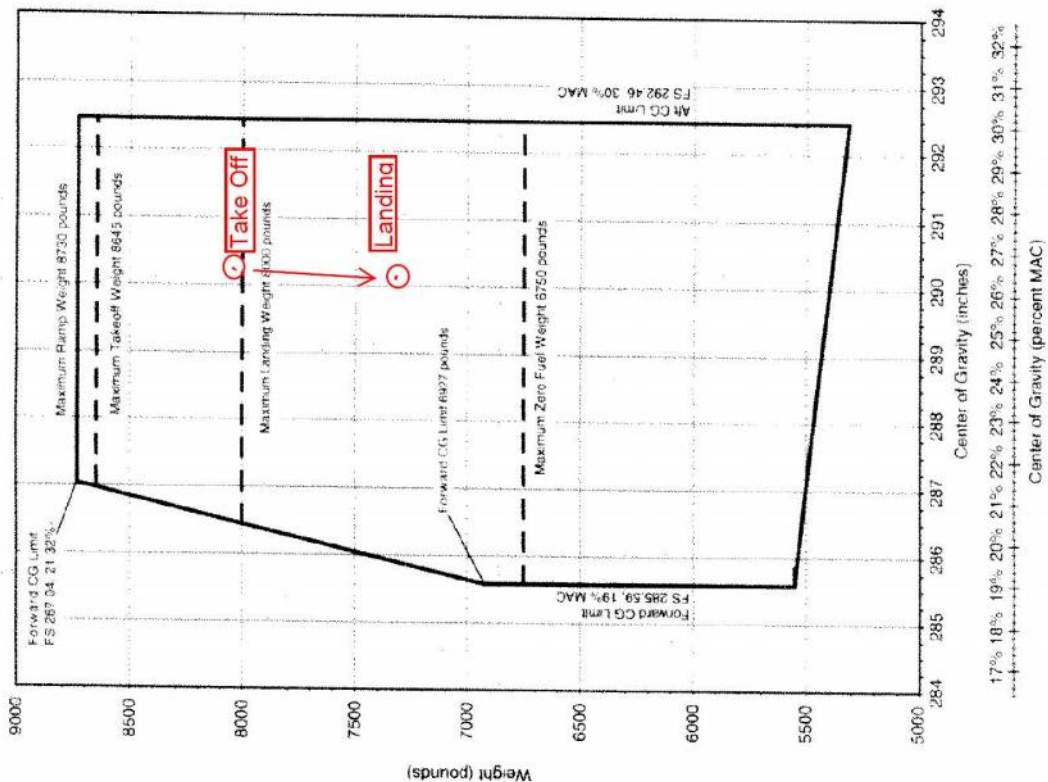 9000
8000
7000
6000
5000
Weight (pounds)
Forward CG Limit
FS 287 04, 21 32%
Maximum Ramp Weight 8730 pounds
Maximum Takeoff Weight 8645 pounds
Take Off
Maximum Landing Weight 8000 pounds
Landing
Forward CG Limit 6927 pounds
Maximum Zero Fuel Weight 6750 pounds
Forward CG Limit
FS 285.59, 19% MAC
Aft CG Limit
FS 292 46 30% MAC
284
285
286
287
288
289
290
291
292
293
294
Center of Gravity (inches)
17% 18% 19% 20% 21% 22% 23% 24% 25% 26% 27% 28% 29% 30% 31% 32%
Center of Gravity (percent MAC)